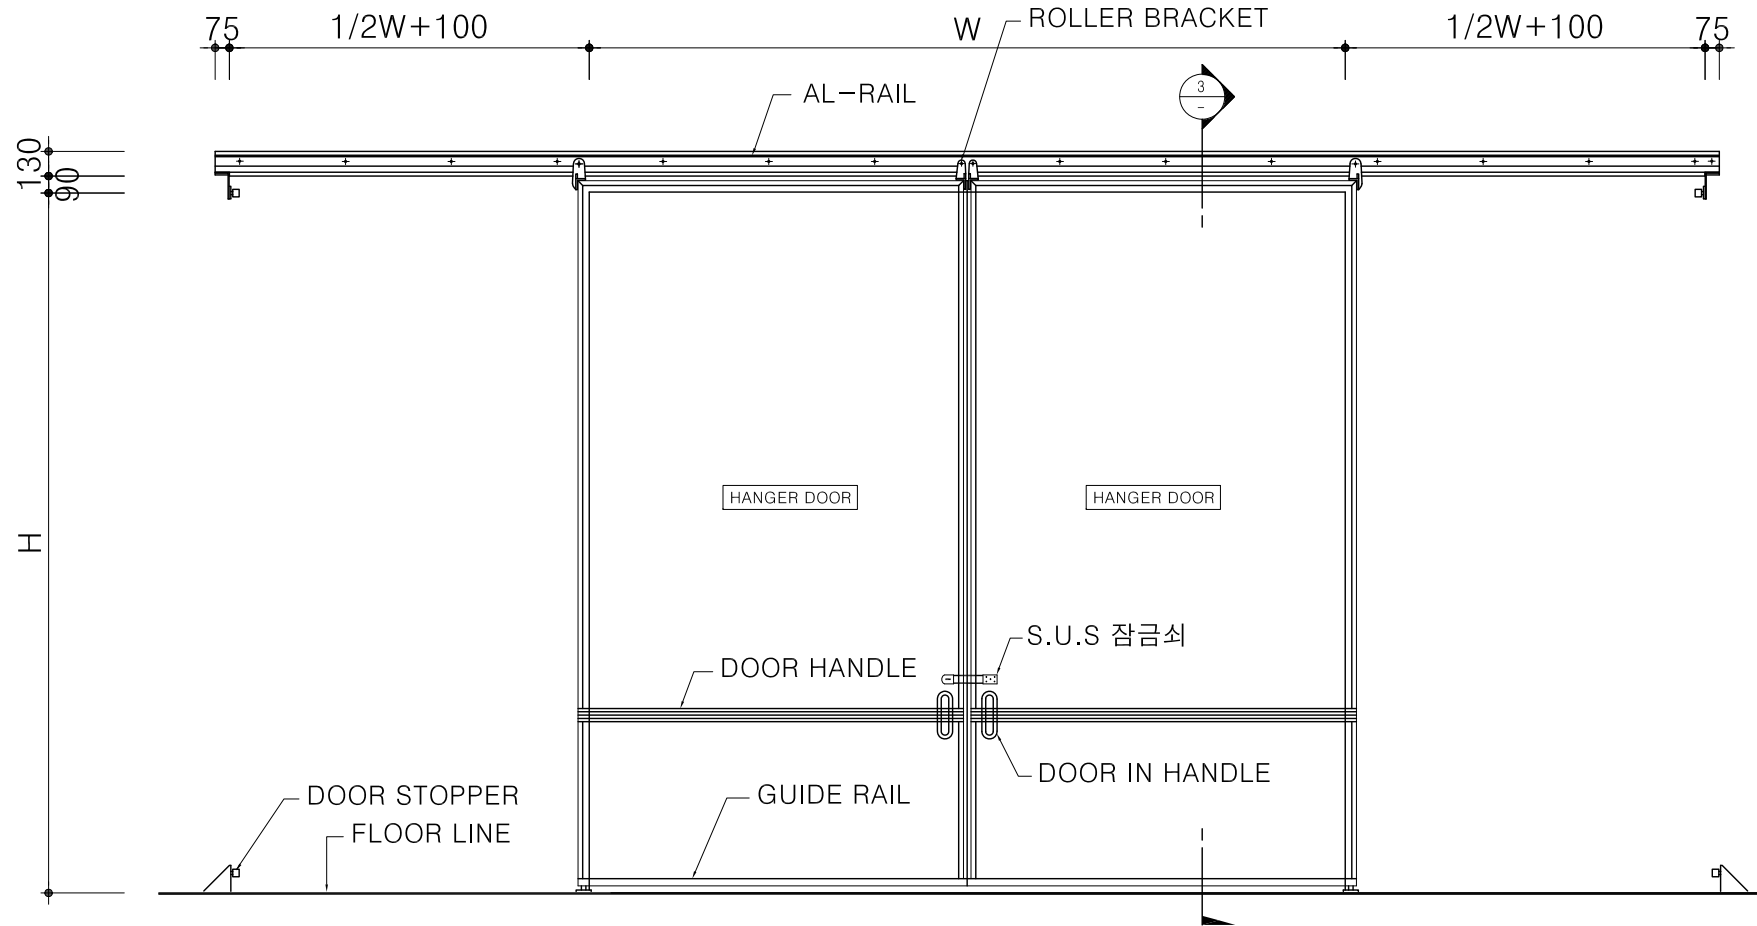 75
1/2W+100
W
ROLLER BRACKET
1/2W+100
75
AL-RAIL
3
-
130
90
HANGER DOOR
HANGER DOOR
H
S.U.S 잠금쇠
DOOR HANDLE
DOOR IN HANDLE
DOOR STOPPER
GUIDE RAIL
FLOOR LINE